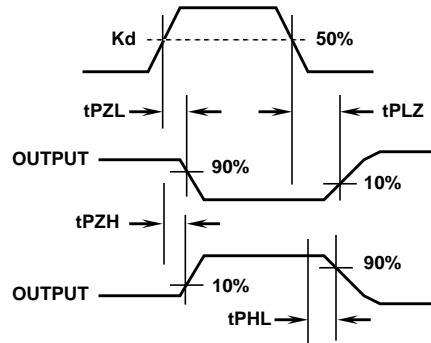 Kd
50%
tPZL
tPLZ
OUTPUT
90%
10%
tPZH
OUTPUT
10%
90%
tPHL